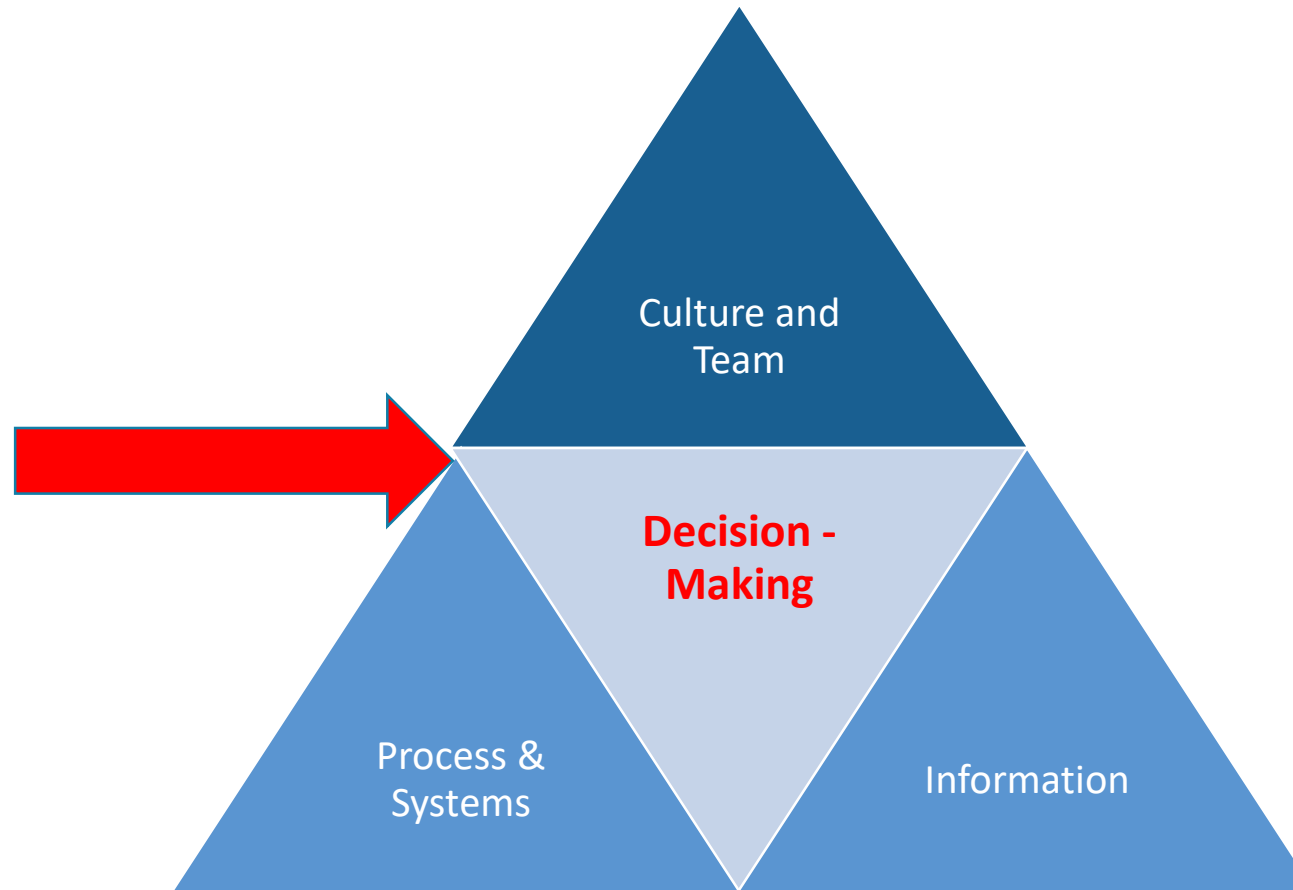 Culture and
Team
Decision -
Making
Process &
Systems
Information